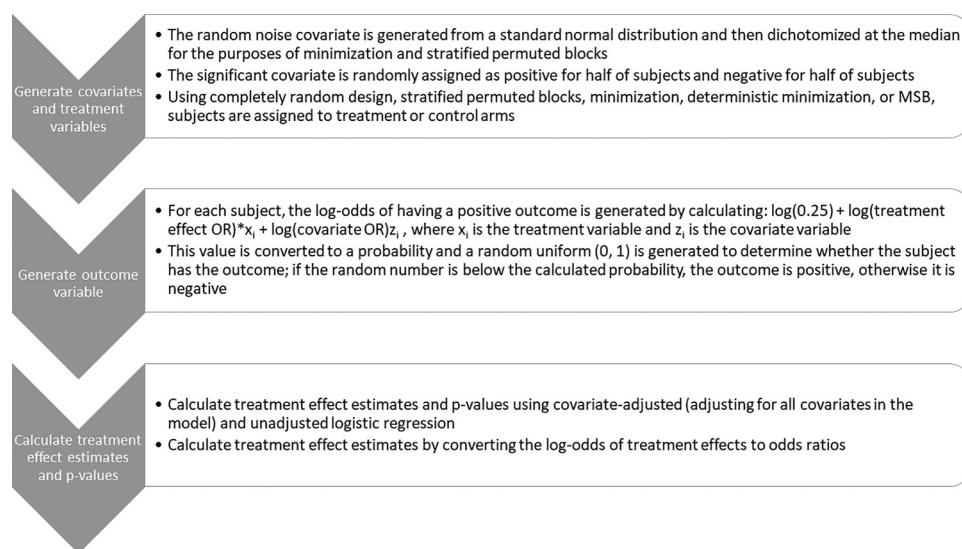 Generate covariates
and treatment
variables
• The random noise covariate is generated from a standard normal distribution and then dichotomized at the median
for the purposes of minimization and stratified permuted blocks
• The significant covariate is randomly assigned as positive for half of subjects and negative for half of subjects
• Using completely random design, stratified permuted blocks, minimization, deterministic minimization, or MSB,
subjects are assigned to treatment or control arms
Generate outcome
variable
• For each subject, the log-odds of having a positive outcome is generated by calculating: log(0.25) + log(treatment
effect OR)*xᵢ + log(covariate OR)zᵢ , where xᵢ is the treatment variable and zᵢ is the covariate variable
• This value is converted to a probability and a random uniform (0, 1) is generated to determine whether the subject
has the outcome; if the random number is below the calculated probability, the outcome is positive, otherwise it is
negative
Calculate treatment
effect estimates
and p-values
• Calculate treatment effect estimates and p-values using covariate-adjusted (adjusting for all covariates in the
model) and unadjusted logistic regression
• Calculate treatment effect estimates by converting the log-odds of treatment effects to odds ratios